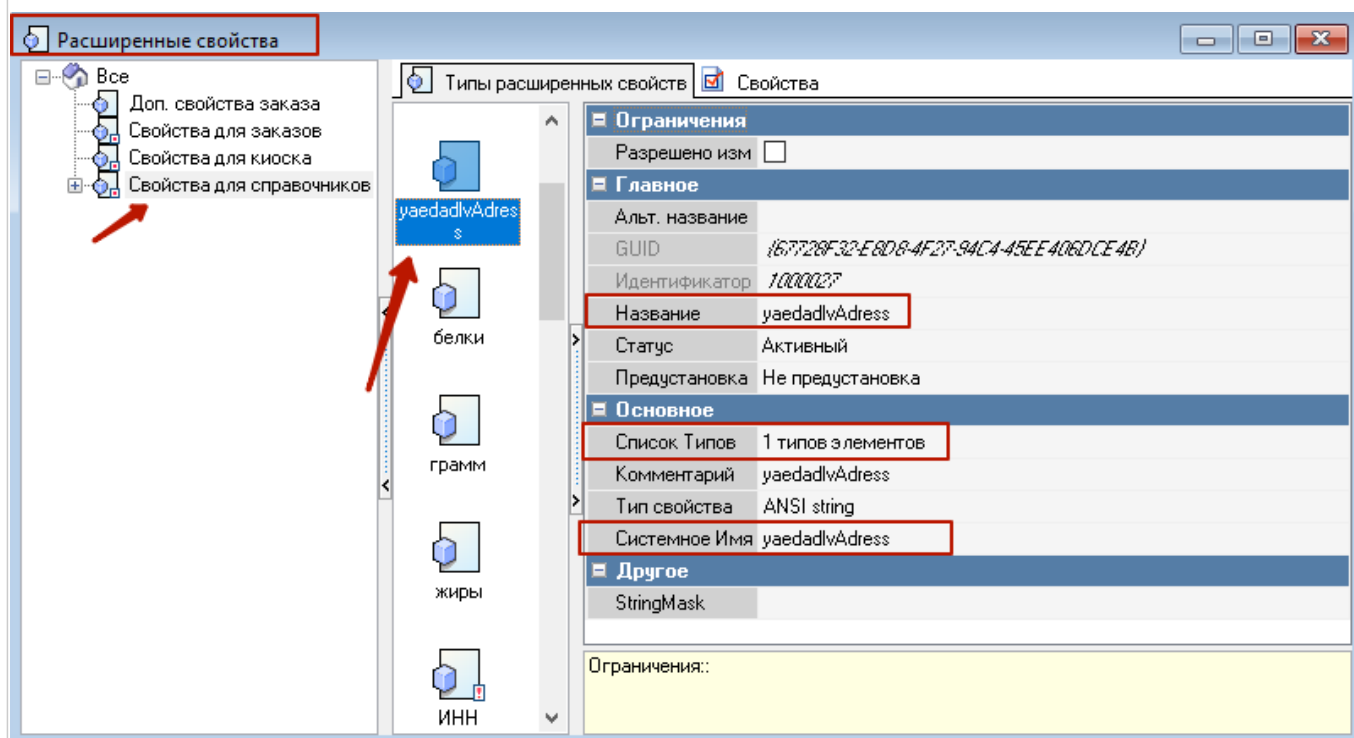 Расширенные свойства
Все
Доп. свойства заказа
Свойства для заказов
Свойства для киоска
Свойства для справочников
Типы расширенных свойств
Свойства
yaedadlvAdres
s
белки
грамм
жиры
ИНН
Ограничения
Разрешено изм
Главное
Альт. название
GUID {67728F32-E8D8-4F27-94C4-45EE406DCE4B}
Идентификатор 1000027
Название yaedadlvAdress
Статус Активный
Предустановка Не предустановка
Основное
Список Типов 1 типов элементов
Комментарий yaedadlvAdress
Тип свойства ANSI string
Системное Имя yaedadlvAdress
Другое
StringMask
Ограничения::